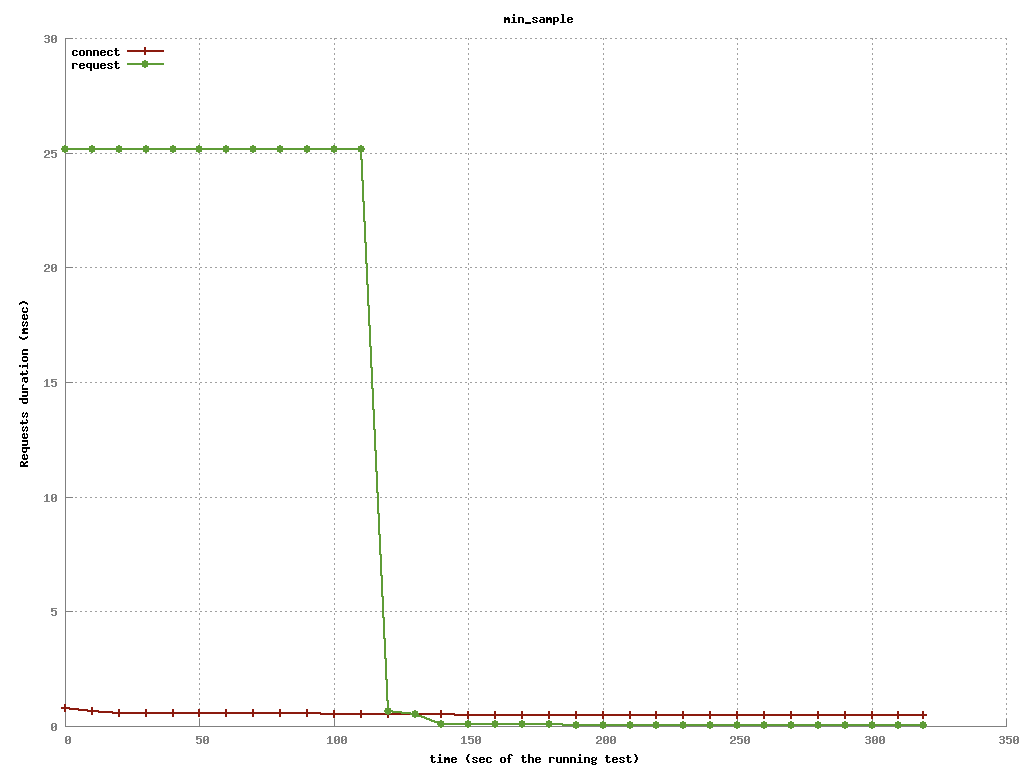 min_sample
30
connect
request
25
20
15
10
5
0
Requests duration (msec)
0 50 100 150 200 250 300 350
time (sec of the running test)